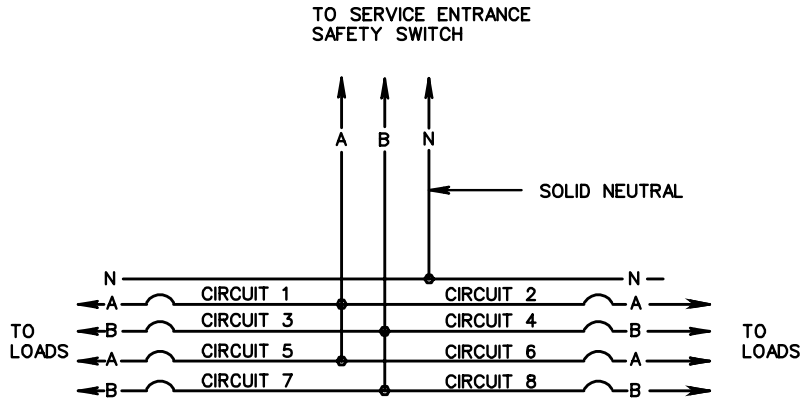 TO SERVICE ENTRANCE
SAFETY SWITCH
A B N
SOLID NEUTRAL
N N
A CIRCUIT 1 CIRCUIT 2 A
B CIRCUIT 3 CIRCUIT 4 B
TO
LOADS
TO
LOADS
A CIRCUIT 5 CIRCUIT 6 A
B CIRCUIT 7 CIRCUIT 8 B